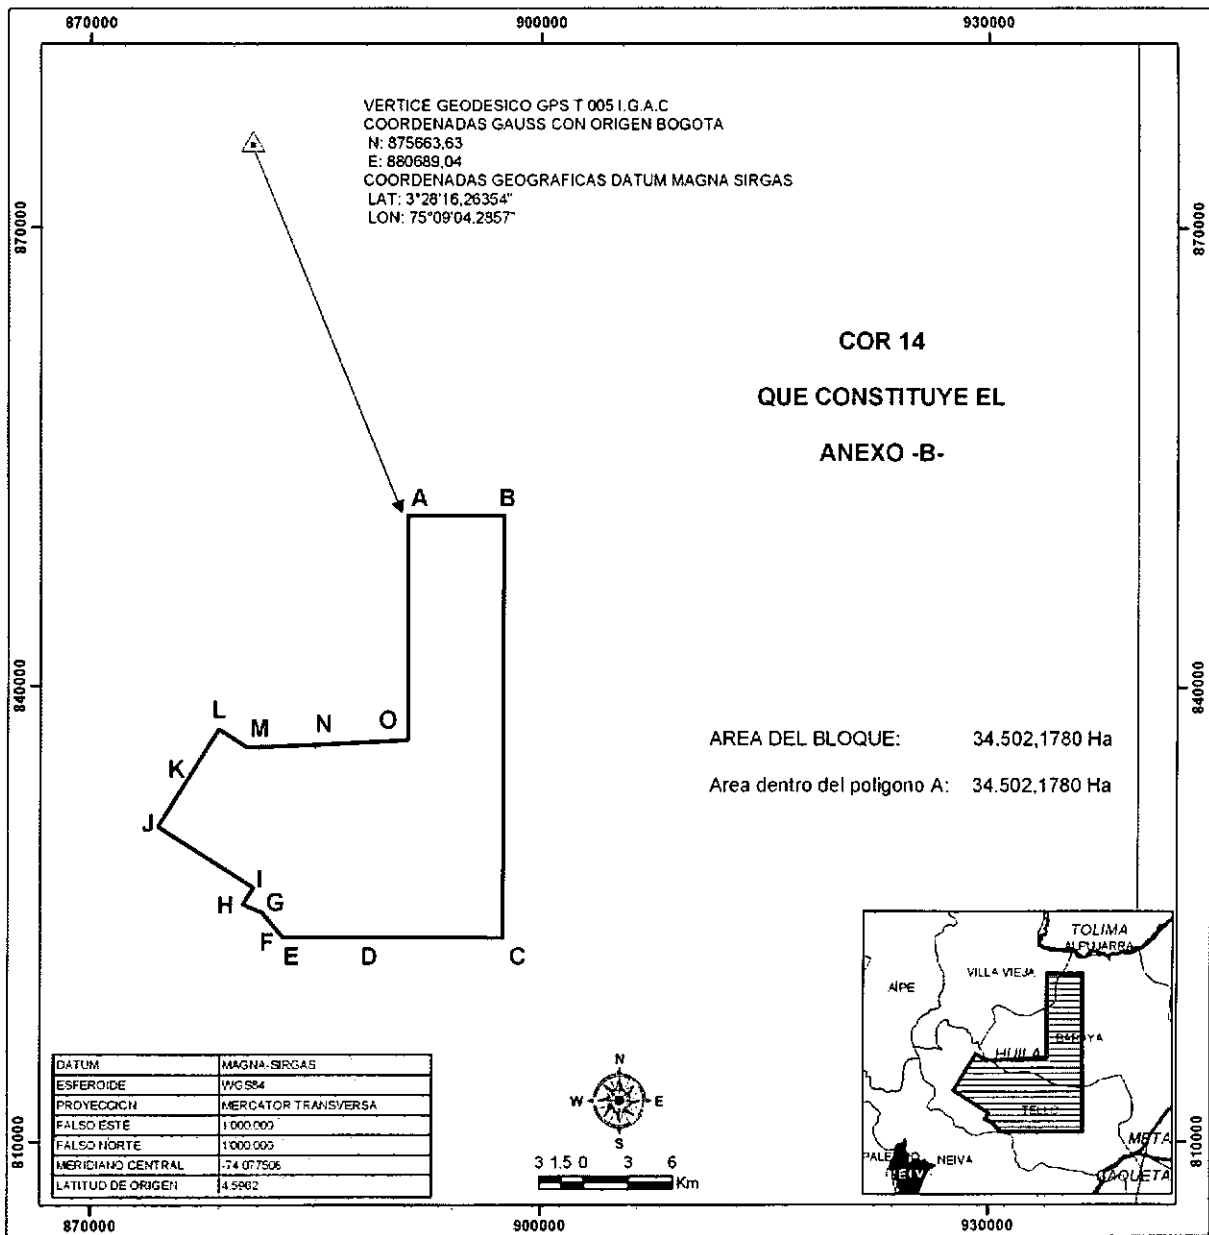 870000
900000
930000
VERTICE GEODESICO GPS T 005 I.G.A.C
COORDENADAS GAUSS CON ORIGEN BOGOTA
N: 875663,63
E: 880689,04
COORDENADAS GEOGRAFICAS DATUM MAGNA SIRGAS
LAT: 3°28'16,26354"
LON: 75°09'04.2857"
870000
870000
COR 14
QUE CONSTITUYE EL
ANEXO -B-
A
B
840000
840000
L
M
N
O
K
J
AREA DEL BLOQUE: 34.502,1780 Ha
Area dentro del poligono A: 34.502,1780 Ha
I
H
G
F
E
D
C
TOLIMA
ALPUJARRA
VILLA VIEJA
AIPE
BARAYA
HUILA
TELLO
META
NEIVA
CAQUETA
DATUM MAGNA-SIRGAS
ESFEROIDE WGS84
PROYECCION MERCATOR TRANSVERSA
FALSO ESTE 1'000.000
FALSO NORTE 1'000.000
MERIDIANO CENTRAL -74.077506
LATITUD DE ORIGEN 4.5962
N
W
E
S
3 1.5 0 3 6
Km
810000
810000
870000
900000
930000